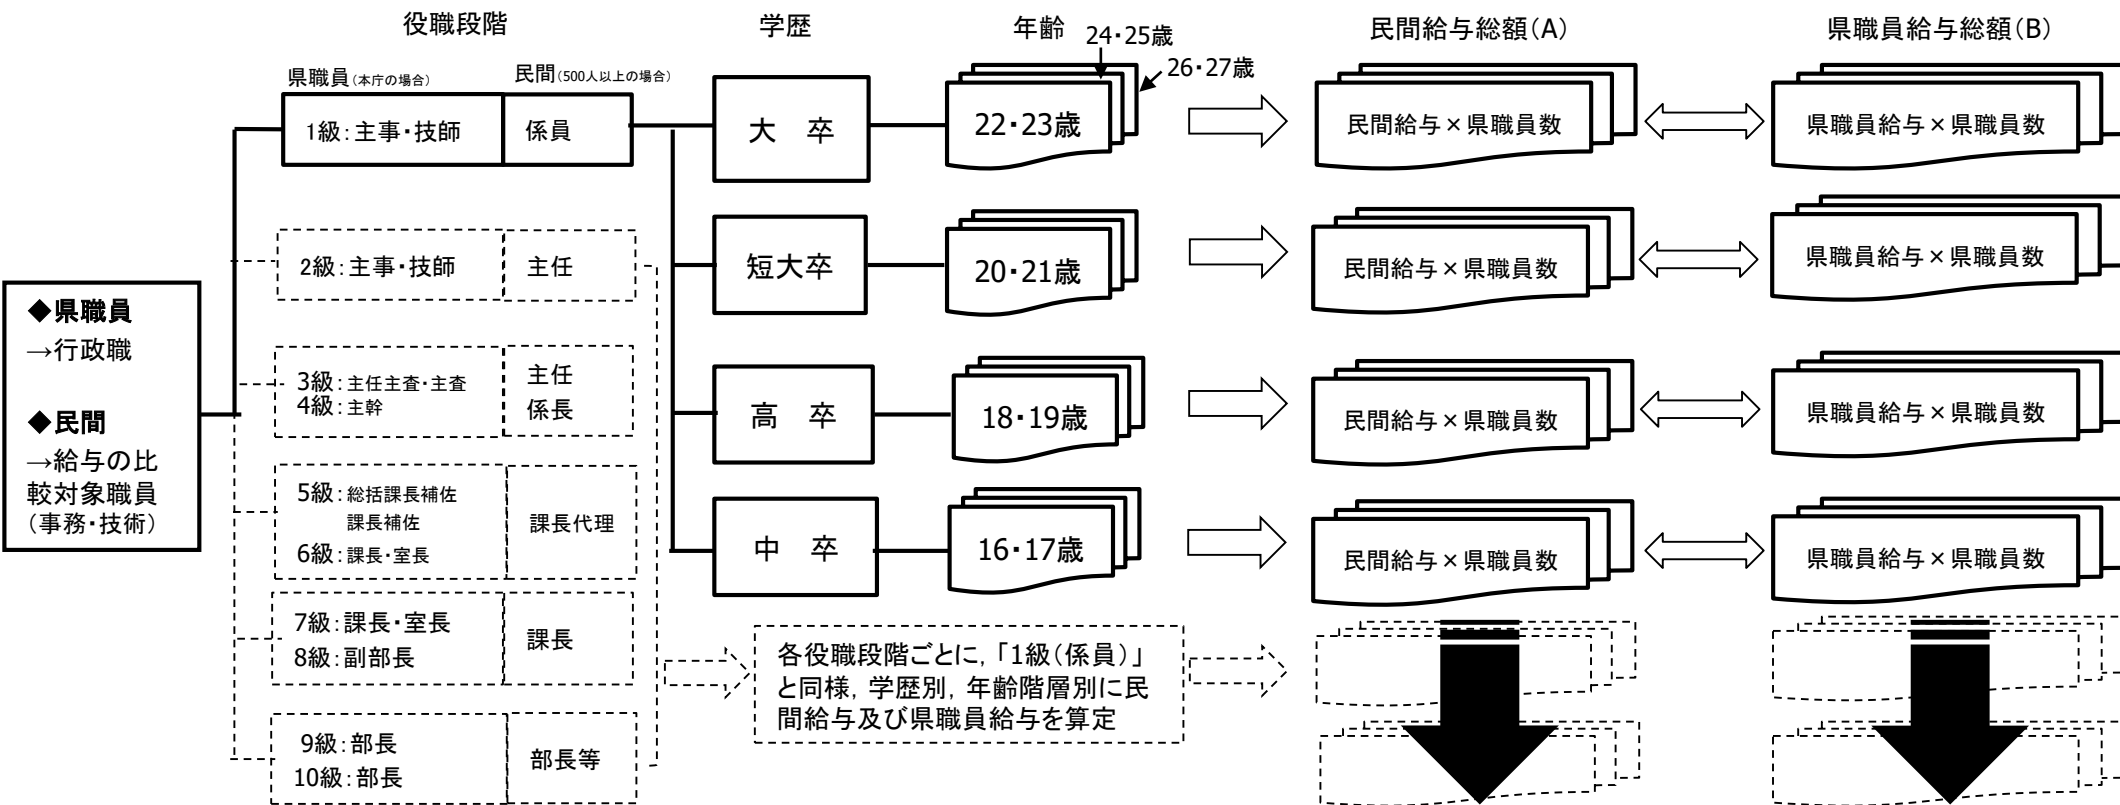 役職段階
学歴
年齢
民間給与総額(A)
県職員給与総額(B)
24・25歳
26・27歳
県職員(本庁の場合)
民間(500人以上の場合)
1級:主事・技師
係員
大 卒
22・23歳
民間給与×県職員数
県職員給与×県職員数
2級:主事・技師
主任
短大卒
20・21歳
民間給与×県職員数
県職員給与×県職員数
◆県職員
→行政職
◆民間
→給与の比
較対象職員
(事務・技術)
3級:主任主査・主査
4級:主幹
主任
係長
高 卒
18・19歳
民間給与×県職員数
県職員給与×県職員数
5級:総括課長補佐
課長補佐
6級:課長・室長
課長代理
中 卒
16・17歳
民間給与×県職員数
県職員給与×県職員数
7級:課長・室長
8級:副部長
課長
各役職段階ごとに,「1級(係員)」
と同様,学歴別,年齢階層別に民
間給与及び県職員給与を算定
9級:部長
10級:部長
部長等